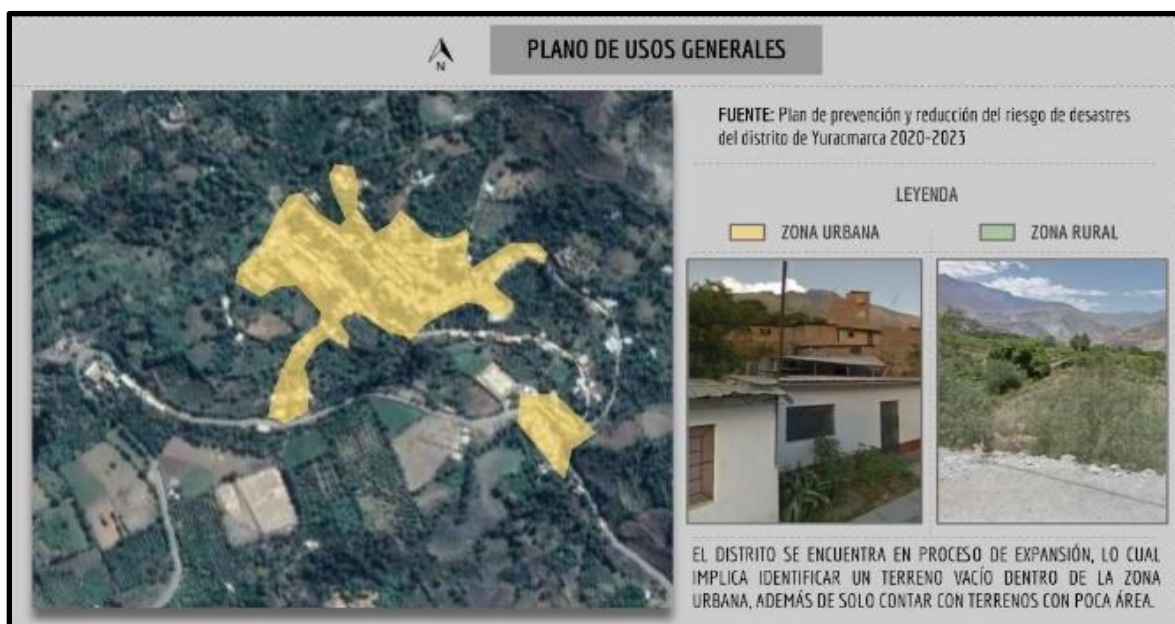 PLANO DE USOS GENERALES
N
FUENTE: Plan de prevención y reducción del riesgo de desastres
del distrito de Yuracmarca 2020-2023
LEYENDA
ZONA URBANA
ZONA RURAL
EL DISTRITO SE ENCUENTRA EN PROCESO DE EXPANSIÓN, LO CUAL
IMPLICA IDENTIFICAR UN TERRENO VACÍO DENTRO DE LA ZONA
URBANA, ADEMÁS DE SOLO CONTAR CON TERRENOS CON POCA ÁREA.